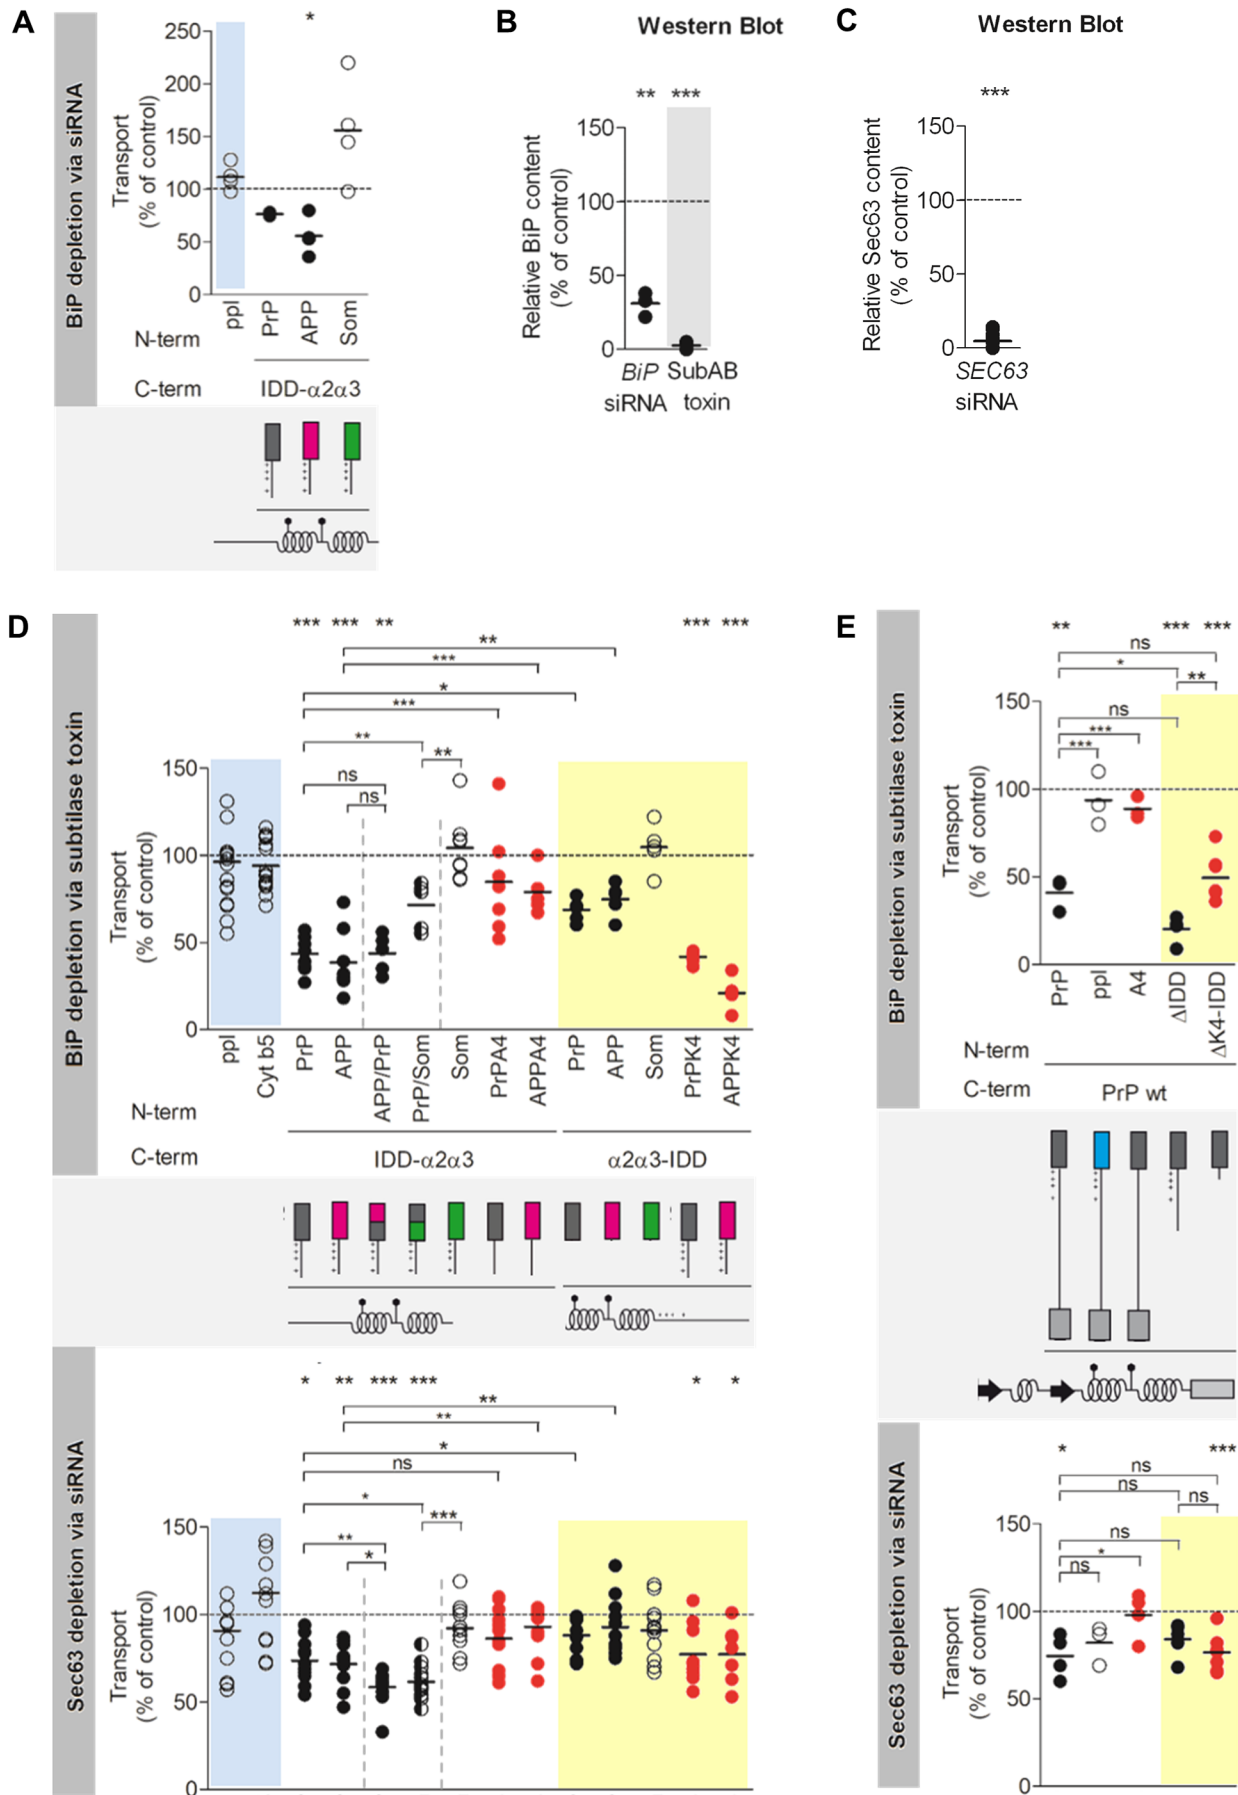 A
BiP depletion via siRNA
Transport
(% of control)
250
200
150
100
50
0
*
ppl
PrP
APP
Som
N-term
C-term
IDD-α2α3
B
Western Blot
** ***
Relative BiP content
(% of control)
150
100
50
0
BiP SubAB
siRNA toxin
C
Western Blot
***
Relative Sec63 content
(% of control)
150
100
50
0
SEC63
siRNA
D
BiP depletion via subtilase toxin
*** *** ** *** ***
**
***
*
***
** **
ns
ns
Transport
(% of control)
150
100
50
0
ppl
Cyt b5
PrP
APP
APP/PrP
PrP/Som
Som
PrPA4
APPA4
PrP
APP
Som
PrPK4
APPK4
N-term
C-term
IDD-α2α3 α2α3-IDD
Sec63 depletion via siRNA
* ** *** *** * *
**
**
*
ns
* ***
**
*
Transport
(% of control)
150
100
50
0
E
BiP depletion via subtilase toxin
** *** ***
ns
* **
ns
***
***
Transport
(% of control)
150
100
50
0
PrP
ppl
A4
ΔIDD
ΔK4-IDD
N-term
C-term
PrP wt
Sec63 depletion via siRNA
* ***
ns
ns ns
ns
*
ns
Transport
(% of control)
150
100
50
0